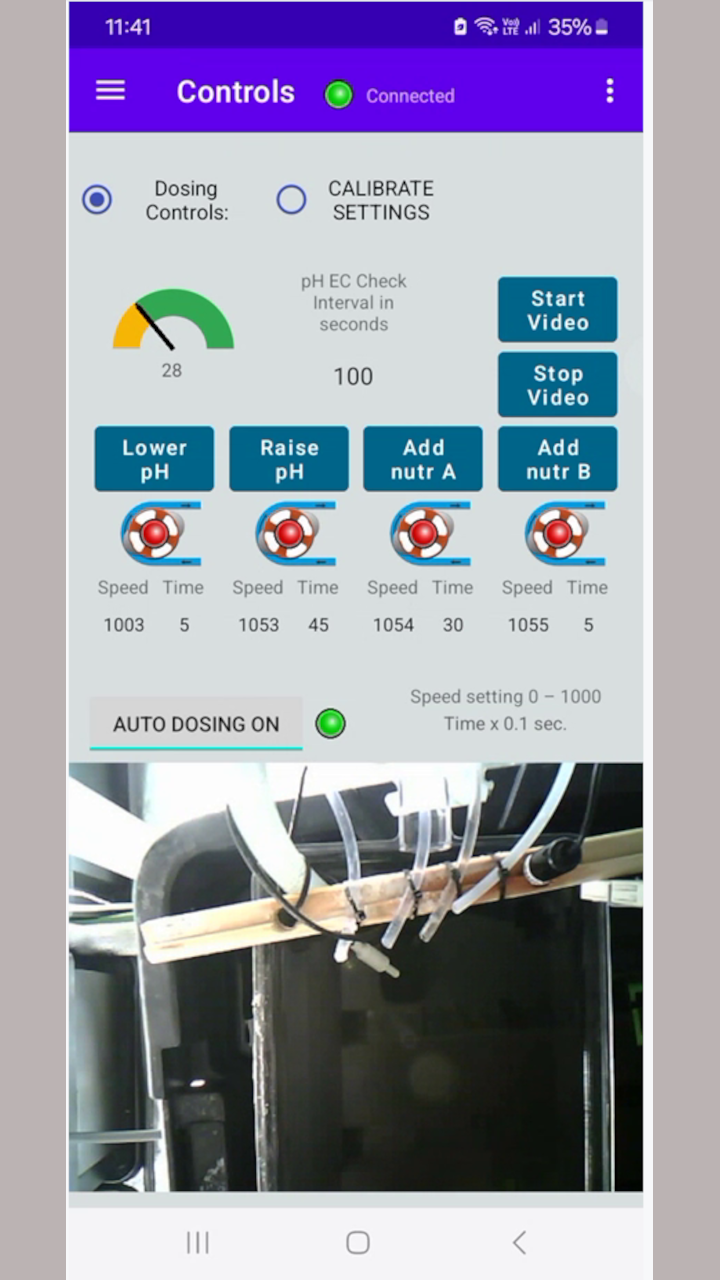 11:41
Vo))
LTE
35%
Controls
Connected
Dosing
Controls:
CALIBRATE
SETTINGS
pH EC Check
Interval in
seconds
100
28
Start
Video
Stop
Video
Lower
pH
Raise
pH
Add
nutr A
Add
nutr B
Speed Time
Speed Time
Speed Time
Speed Time
1003 5
1053 45
1054 30
1055 5
AUTO DOSING ON
Speed setting 0 – 1000
Time x 0.1 sec.